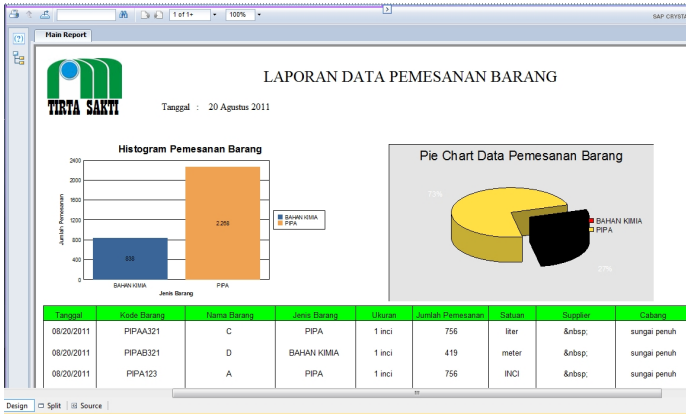 1 of 1+
100%
SAP CRYSTA
Main Report
TIRTA SAKTI
LAPORAN DATA PEMESANAN BARANG
Tanggal : 20 Agustus 2011
Histogram Pemesanan Barang
2400
2000
1600
1200
800
400
0
Jumlah Pemesanan
838
2.256
BAHAN KIMIA
PIPA
Jenis Barang
BAHAN KIMIA
PIPA
Pie Chart Data Pemesanan Barang
73%
27%
BAHAN KIMIA
PIPA
Tanggal Kode Barang Nama Barang Jenis Barang Ukuran Jumlah Pemesanan Satuan Supplier Cabang
08/20/2011 PIPAA321 C PIPA 1 inci 756 liter &nbsp; sungai penuh
08/20/2011 PIPAB321 D BAHAN KIMIA 1 inci 419 meter &nbsp; sungai penuh
08/20/2011 PIPA123 A PIPA 1 inci 756 INCI &nbsp; sungai penuh
Design Split Source